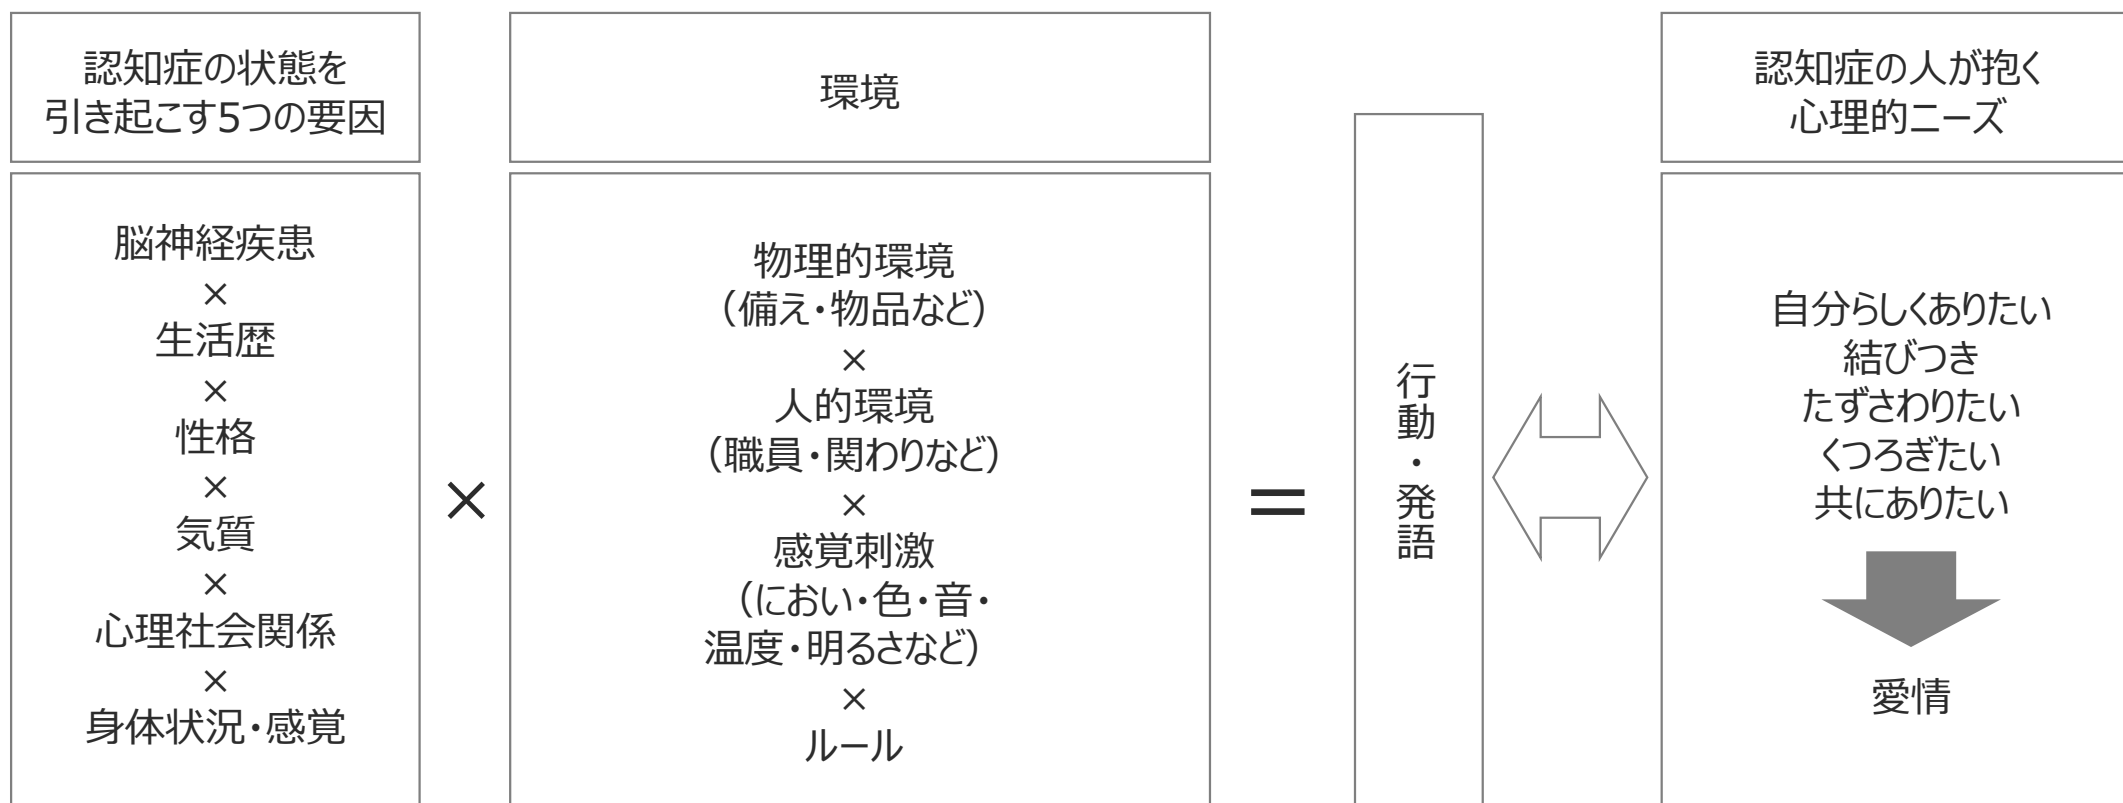 認知症の状態を
引き起こす5つの要因
脳神経疾患
×
生活歴
×
性格
×
気質
×
心理社会関係
×
身体状況・感覚
×
環境
物理的環境
（備え・物品など）
×
人的環境
（職員・関わりなど）
×
感覚刺激
（におい・色・音・
温度・明るさなど）
×
ルール
＝
行動・発語
認知症の人が抱く
心理的ニーズ
自分らしくありたい
結びつき
たずさわりたい
くつろぎたい
共にありたい
愛情